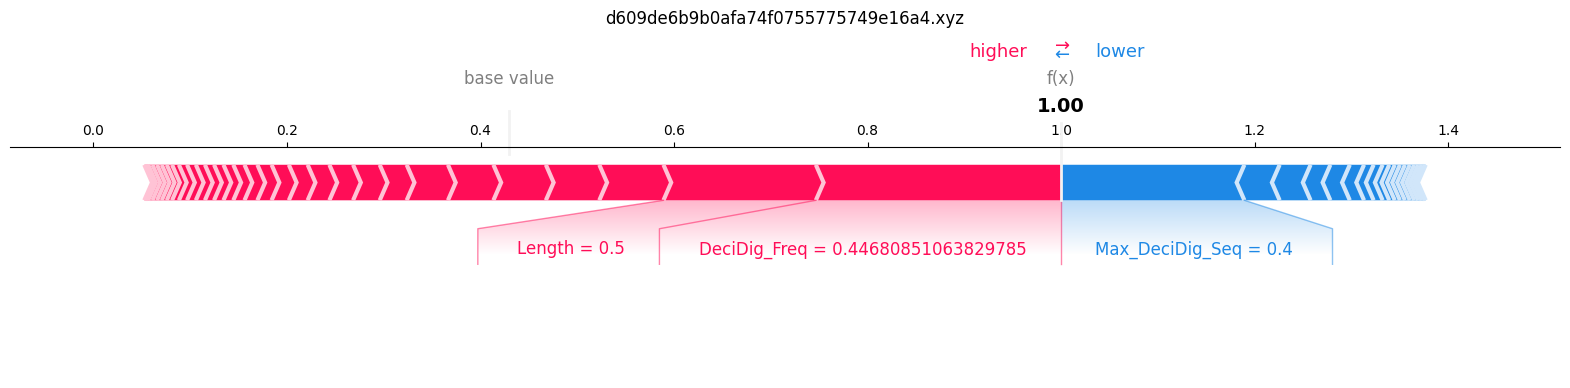 d609de6b9b0afa74f0755775749e16a4.xyz
higher ⇄ lower
base value f(x)
1.00
0.0 0.2 0.4 0.6 0.8 1.0 1.2 1.4
Length = 0.5 DeciDig_Freq = 0.44680851063829785 Max_DeciDig_Seq = 0.4